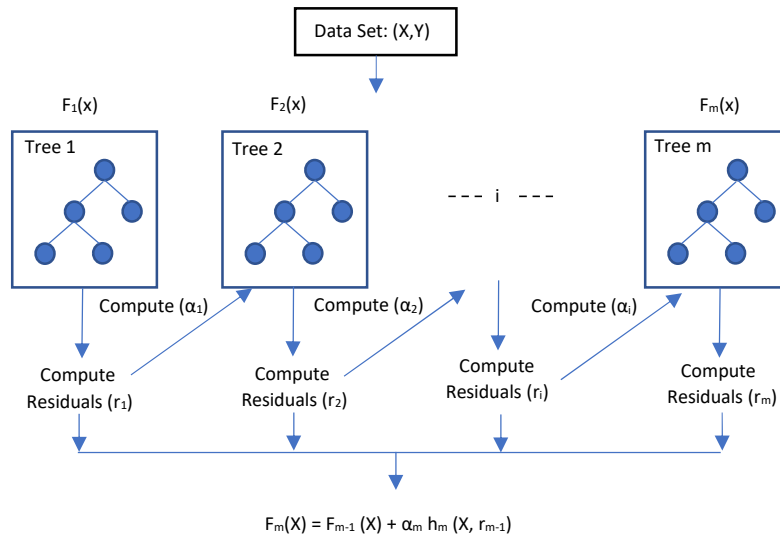 Data Set: (X,Y)
F₁(x)
F₂(x)
Fₘ(x)
Tree 1
Tree 2
Tree m
--- i ---
Compute (α₁)
Compute (α₂)
Compute (αᵢ)
Compute
Residuals (r₁)
Compute
Residuals (r₂)
Compute
Residuals (rᵢ)
Compute
Residuals (rₘ)
Fₘ(X) = Fₘ₋₁ (X) + αₘ hₘ (X, rₘ₋₁)